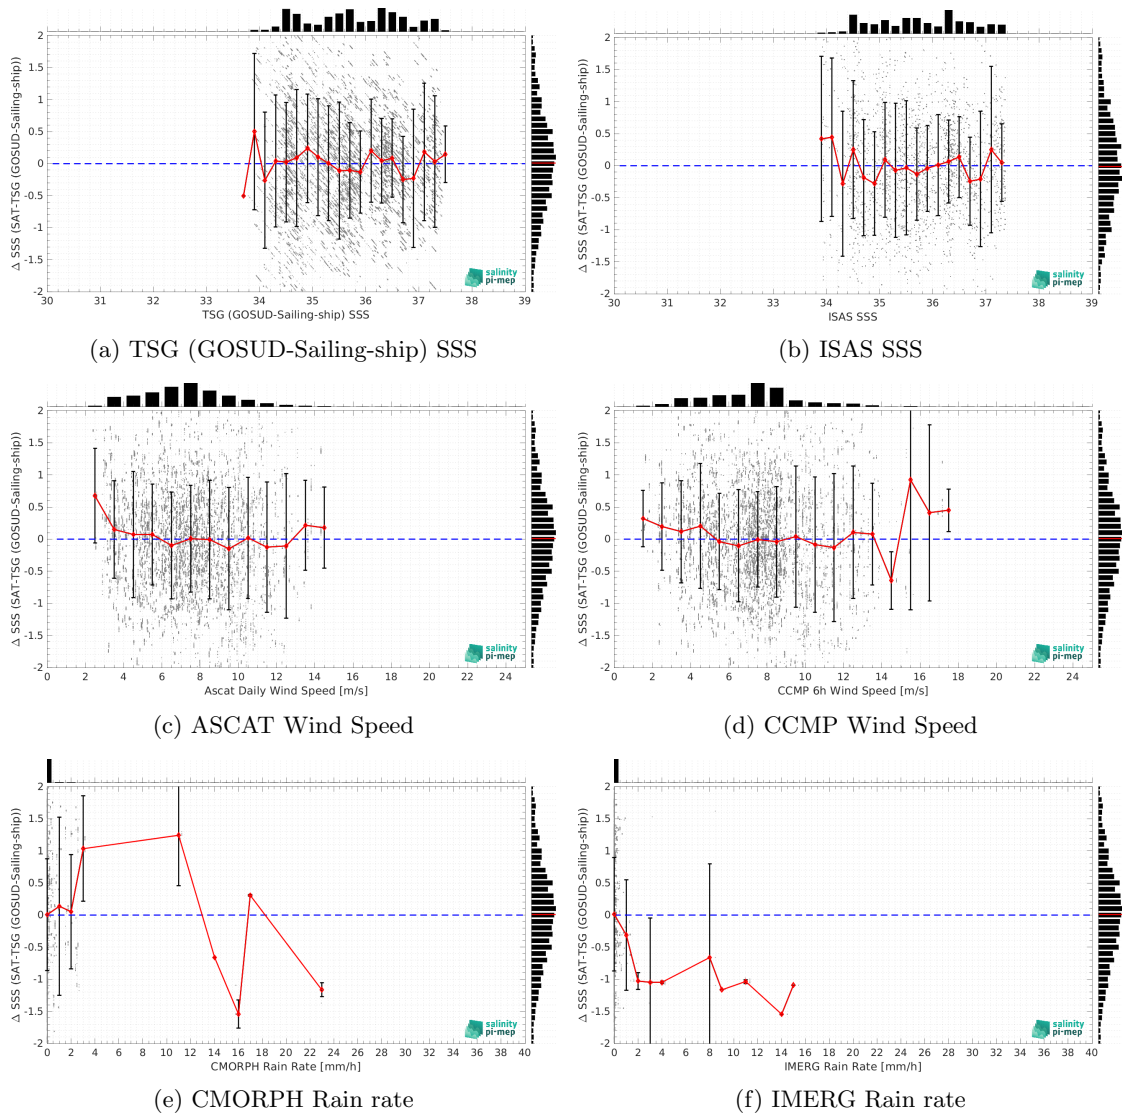 Δ SSS (SAT-TSG (GOSUD-Sailing-ship))
2
1.5
1
0.5
0
-0.5
-1
-1.5
-2
30 31 32 33 34 35 36 37 38 39
TSG (GOSUD-Sailing-ship) SSS
salinity
pi-mep
(a) TSG (GOSUD-Sailing-ship) SSS
Δ SSS (SAT-TSG (GOSUD-Sailing-ship))
2
1.5
1
0.5
0
-0.5
-1
-1.5
-2
30 31 32 33 34 35 36 37 38 39
ISAS SSS
salinity
pi-mep
(b) ISAS SSS
Δ SSS (SAT-TSG (GOSUD-Sailing-ship))
2
1.5
1
0.5
0
-0.5
-1
-1.5
-2
0 2 4 6 8 10 12 14 16 18 20 22 24
Ascat Daily Wind Speed [m/s]
salinity
pi-mep
(c) ASCAT Wind Speed
Δ SSS (SAT-TSG (GOSUD-Sailing-ship))
2
1.5
1
0.5
0
-0.5
-1
-1.5
-2
0 2 4 6 8 10 12 14 16 18 20 22 24
CCMP 6h Wind Speed [m/s]
salinity
pi-mep
(d) CCMP Wind Speed
Δ SSS (SAT-TSG (GOSUD-Sailing-ship))
2
1.5
1
0.5
0
-0.5
-1
-1.5
-2
0 2 4 6 8 10 12 14 16 18 20 22 24 26 28 30 32 34 36 38 40
CMORPH Rain Rate [mm/h]
salinity
pi-mep
(e) CMORPH Rain rate
Δ SSS (SAT-TSG (GOSUD-Sailing-ship))
2
1.5
1
0.5
0
-0.5
-1
-1.5
-2
0 2 4 6 8 10 12 14 16 18 20 22 24 26 28 30 32 34 36 38 40
IMERG Rain Rate [mm/h]
salinity
pi-mep
(f) IMERG Rain rate